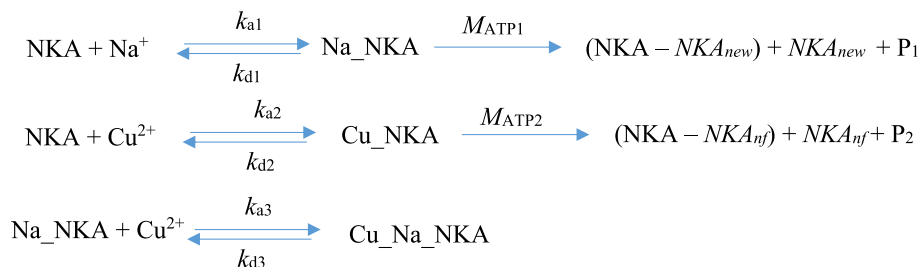 k_a1 M_ATP1
NKA + Na⁺ Na_NKA (NKA – NKA_new) + NKA_new + P₁
k_d1
k_a2 M_ATP2
NKA + Cu²⁺ Cu_NKA (NKA – NKA_nf) + NKA_nf + P₂
k_d2
k_a3
Na_NKA + Cu²⁺ Cu_Na_NKA
k_d3